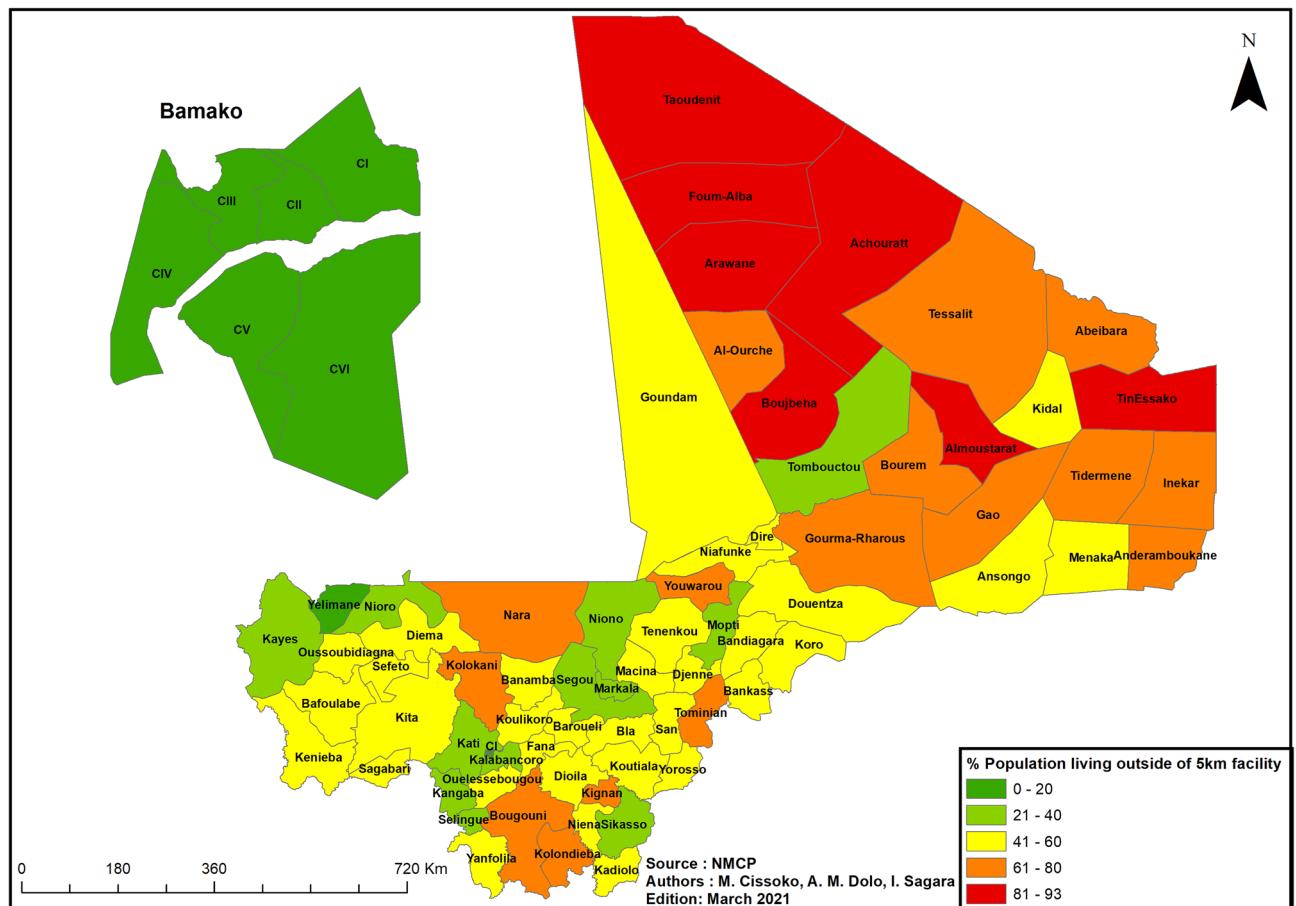 N
Bamako
CI
CIII
CII
CIV
CV
CVI
Taoudenit
Foum-Alba
Achouratt
Arawane
Tessalit
Abeibara
Al-Ourche
Goundam
Boujbeha
Kidal
TinEssako
Almoustarat
Tombouctou
Bourem
Tidermene
Inekar
Gao
Dire
Gourma-Rharous
Niafunke
Menaka
Anderamboukane
Ansongo
Youwarou
Douentza
Yelimane
Nioro
Nara
Niono
Mopti
Kayes
Diema
Tenenkou
Bandiagara
Koro
Oussoubidiagna
Sefeto
Kolokani
Banamba
Segou
Macina
Djenne
Markala
Bankass
Bafoulabe
Kita
Koulikoro
Baroueli
Bla
San
Tominian
Kati
CI
Fana
Kenieba
Sagabari
Kalabancoro
Koutiala
Yorosso
Ouelessebougou
Dioila
Kangaba
Kignan
Selingue
Bougouni
Niena
Sikasso
Yanfolila
Kolondieba
Kadiolo
0 180 360 720 Km
Source : NMCP
Authors : M. Cissoko, A. M. Dolo, I. Sagara
Edition: March 2021
% Population living outside of 5km facility
0 - 20
21 - 40
41 - 60
61 - 80
81 - 93